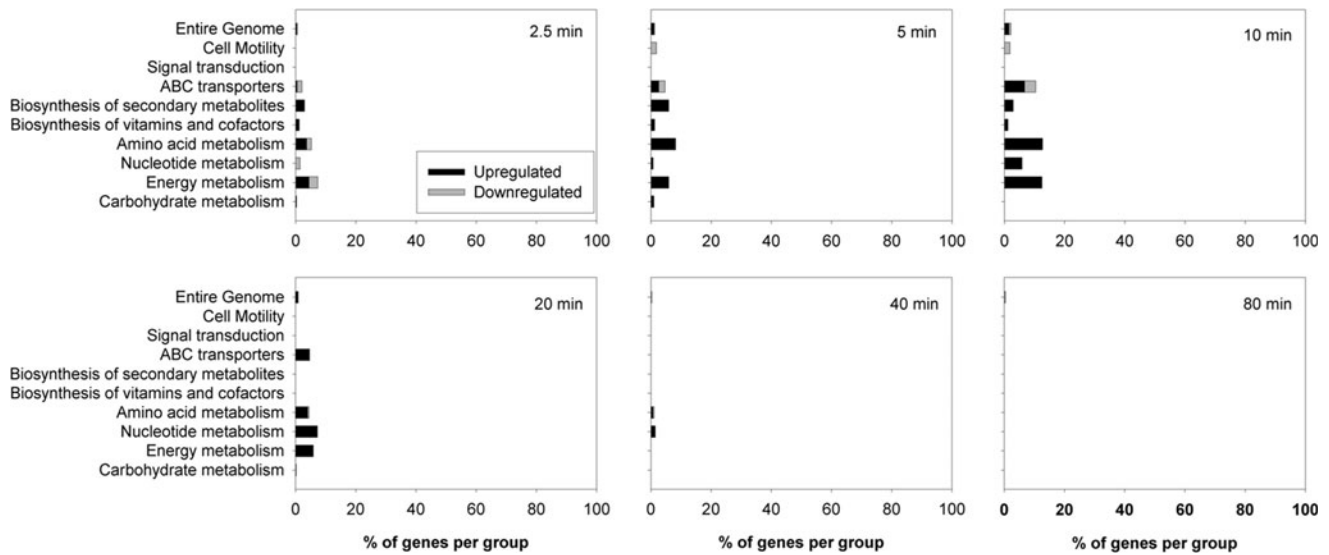 2.5 min
5 min
10 min
Entire Genome
Cell Motility
Signal transduction
ABC transporters
Biosynthesis of secondary metabolites
Biosynthesis of vitamins and cofactors
Amino acid metabolism
Nucleotide metabolism
Energy metabolism
Carbohydrate metabolism
Upregulated
Downregulated
0 20 40 60 80 100
0 20 40 60 80 100
0 20 40 60 80 100
20 min
40 min
80 min
Entire Genome
Cell Motility
Signal transduction
ABC transporters
Biosynthesis of secondary metabolites
Biosynthesis of vitamins and cofactors
Amino acid metabolism
Nucleotide metabolism
Energy metabolism
Carbohydrate metabolism
0 20 40 60 80 100
0 20 40 60 80 100
0 20 40 60 80 100
% of genes per group
% of genes per group
% of genes per group